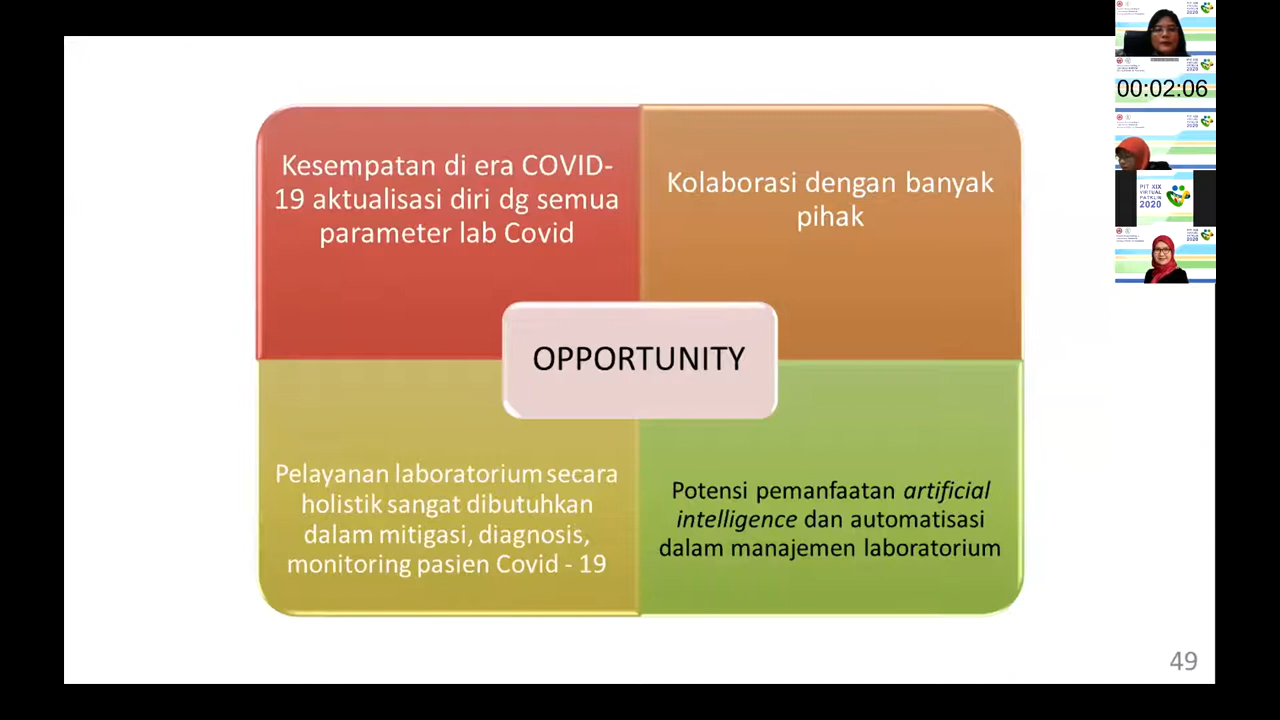 Kesempatan di era COVID-
19 aktualisasi diri dg semua
parameter lab Covid
Kolaborasi dengan banyak
pihak
OPPORTUNITY
Pelayanan laboratorium secara
holistik sangat dibutuhkan
dalam mitigasi, diagnosis,
monitoring pasien Covid - 19
Potensi pemanfaatan artificial
intelligence dan automatisasi
dalam manajemen laboratorium
49
00:02:06
PIT XIX
VIRTUAL
PATKLIN
2020